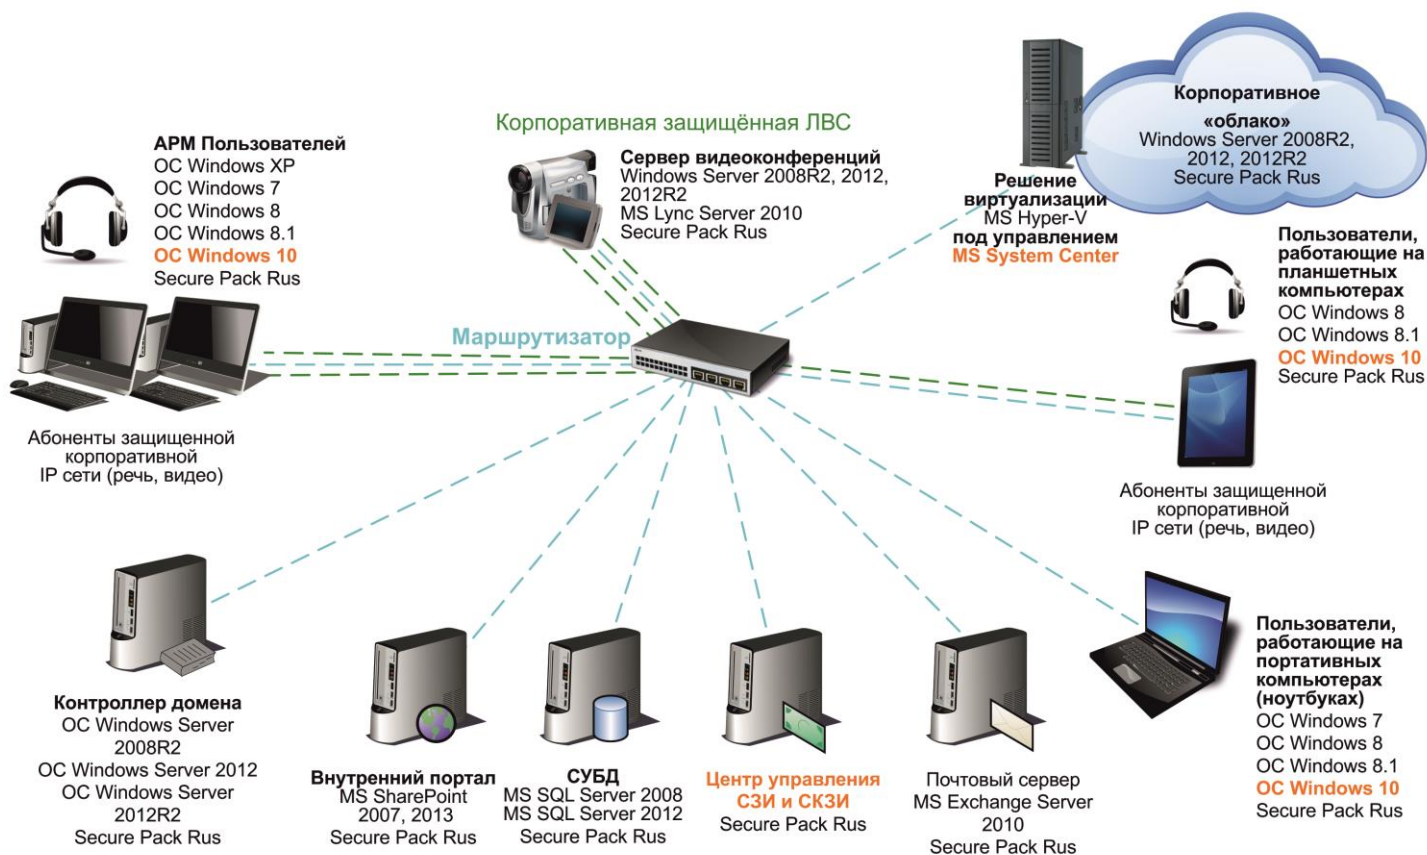 Корпоративная защищённая ЛВС
АРМ Пользователей
ОС Windows XP
ОС Windows 7
ОС Windows 8
ОС Windows 8.1
ОС Windows 10
Secure Pack Rus
Абоненты защищенной
корпоративной
IP сети (речь, видео)
Сервер видеоконференций
Windows Server 2008R2, 2012,
2012R2
MS Lync Server 2010
Secure Pack Rus
Маршрутизатор
Решение
виртуализации
MS Hyper-V
под управлением
MS System Center
Корпоративное
«облако»
Windows Server 2008R2,
2012, 2012R2
Secure Pack Rus
Пользователи,
работающие на
планшетных
компьютерах
ОС Windows 8
ОС Windows 8.1
ОС Windows 10
Secure Pack Rus
Абоненты защищенной
корпоративной
IP сети (речь, видео)
Контроллер домена
ОС Windows Server
2008R2
ОС Windows Server 2012
ОС Windows Server
2012R2
Secure Pack Rus
Внутренний портал
MS SharePoint
2007, 2013
Secure Pack Rus
СУБД
MS SQL Server 2008
MS SQL Server 2012
Secure Pack Rus
Центр управления
СЗИ и СКЗИ
Secure Pack Rus
Почтовый сервер
MS Exchange Server
2010
Secure Pack Rus
Пользователи,
работающие на
портативных
компьютерах
(ноутбуках)
ОС Windows 7
ОС Windows 8
ОС Windows 8.1
ОС Windows 10
Secure Pack Rus